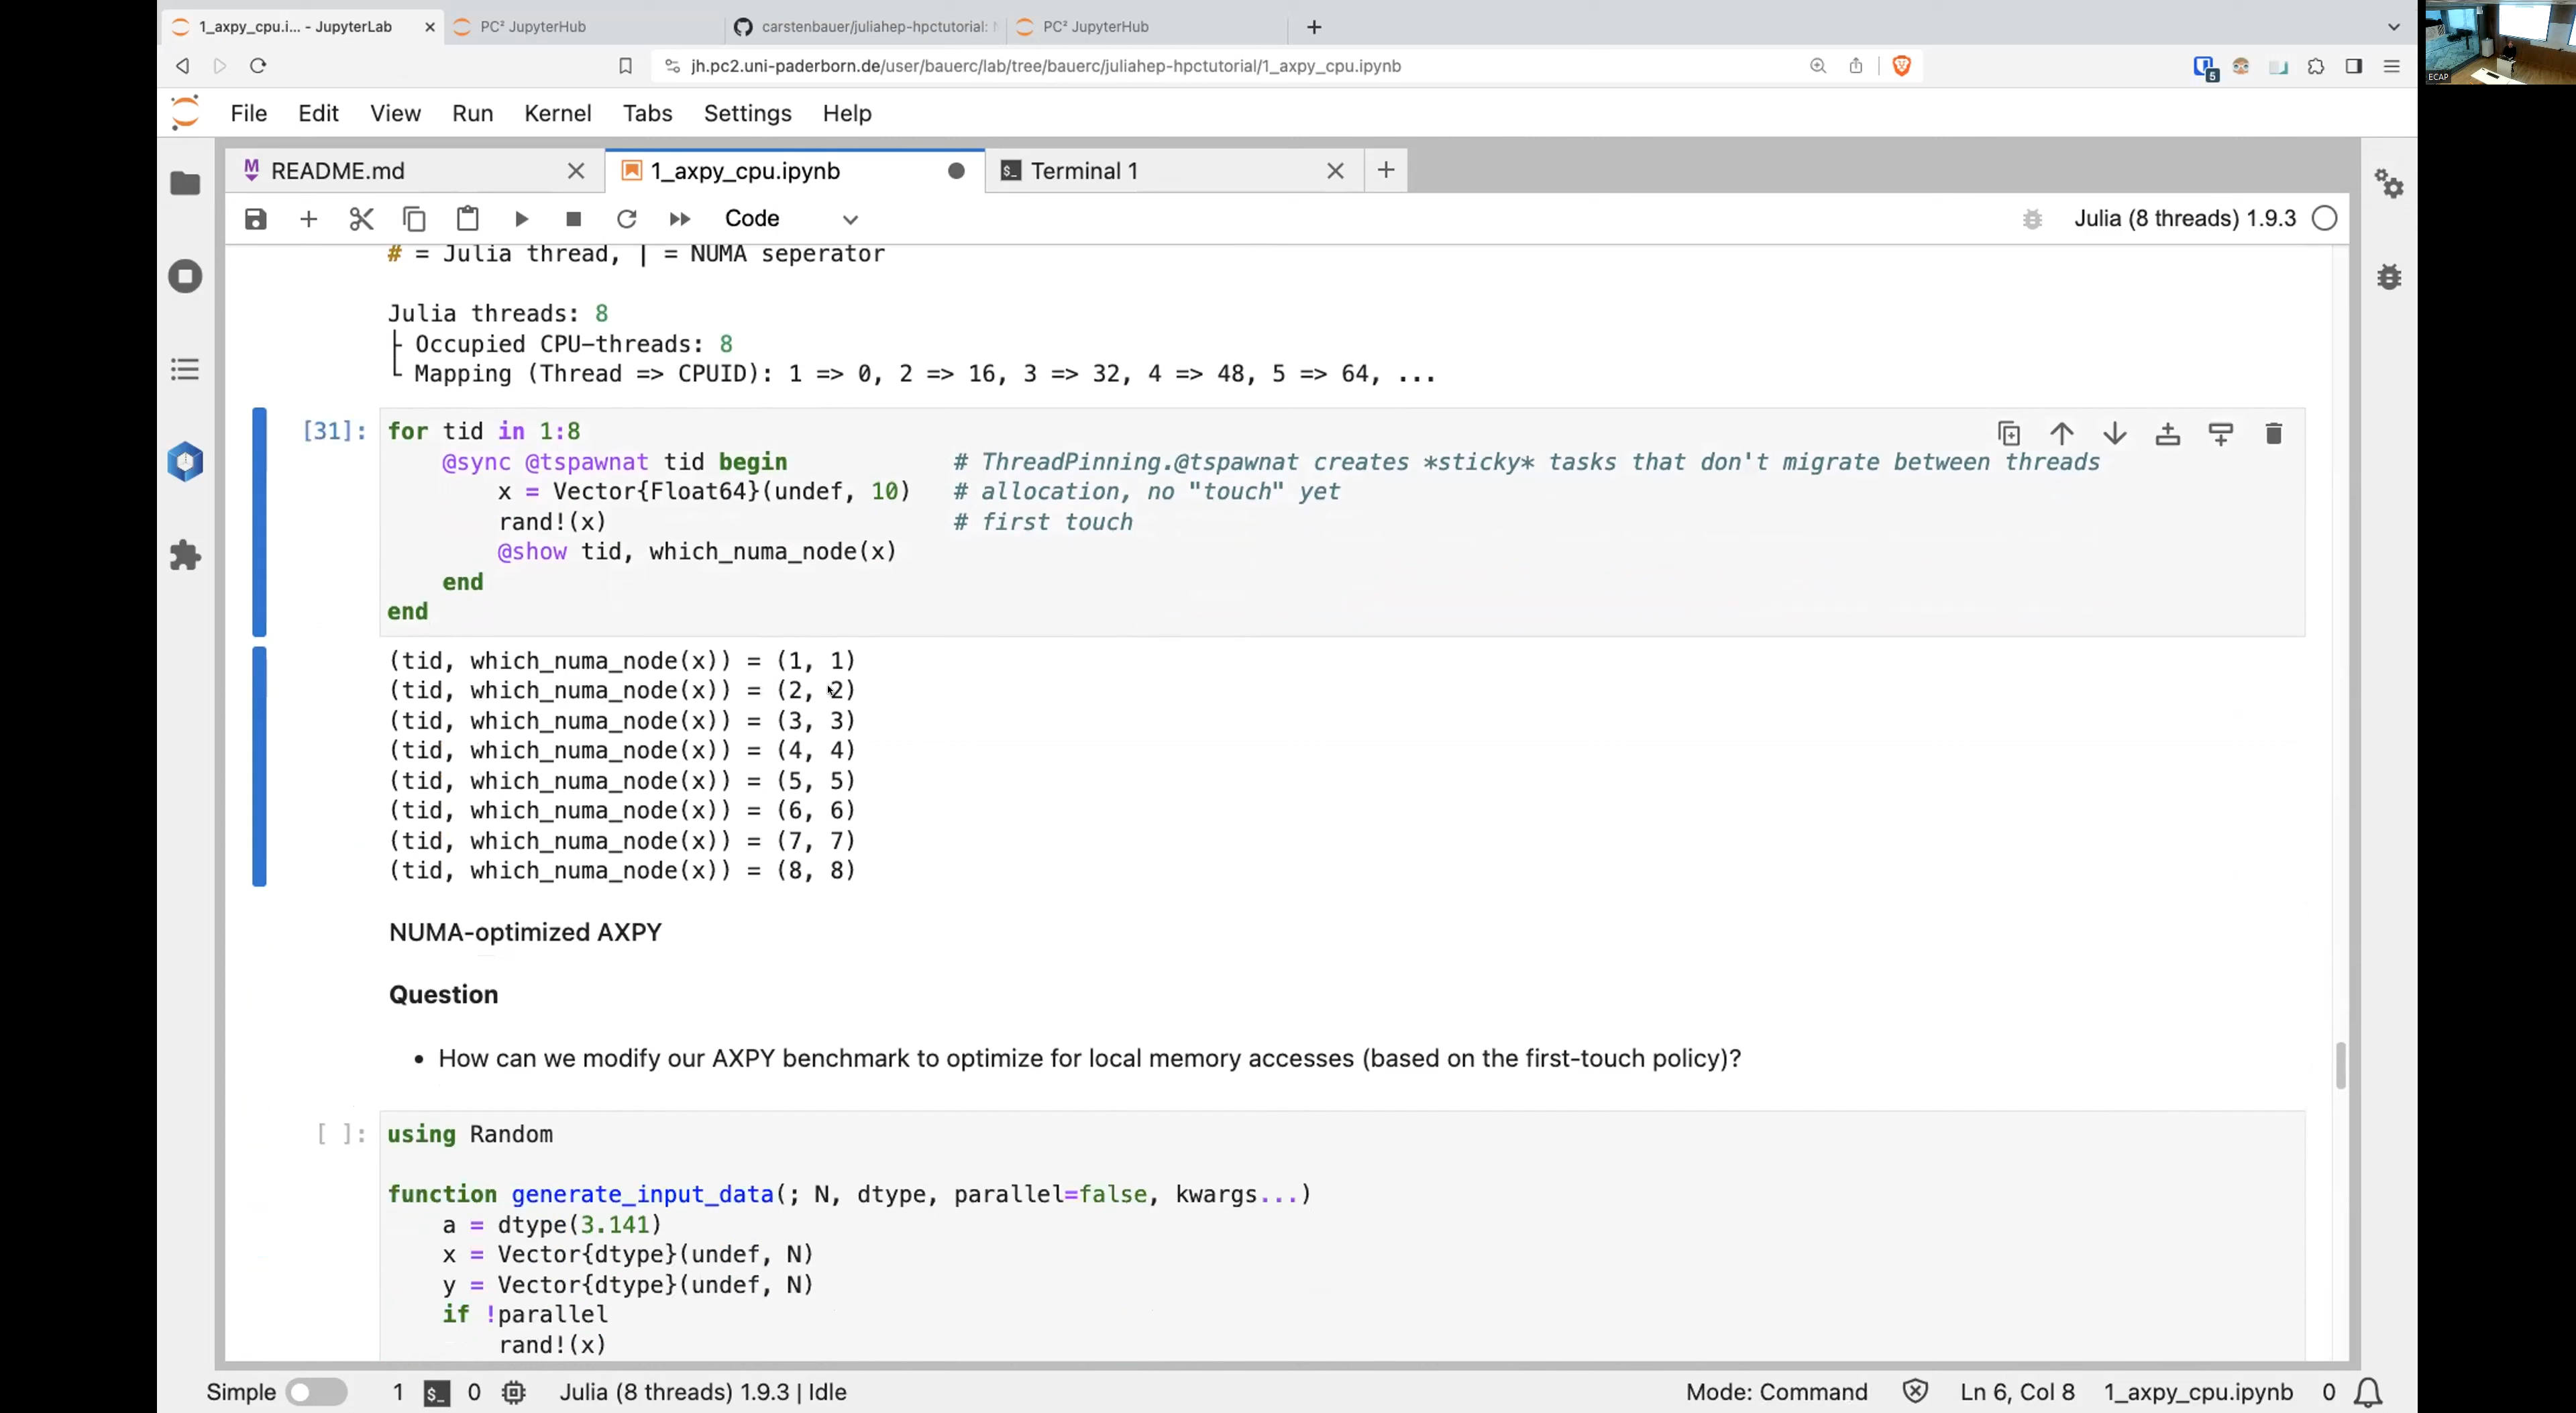 1_axpy_cpu.i... - JupyterLab
PC² JupyterHub
carstenbauer/juliahep-hpctutorial:
PC² JupyterHub
jh.pc2.uni-paderborn.de/user/bauerc/lab/tree/bauerc/juliahep-hpctutorial/1_axpy_cpu.ipynb
5
ECAP
File Edit View Run Kernel Tabs Settings Help
README.md
1_axpy_cpu.ipynb
Terminal 1
Code
Julia (8 threads) 1.9.3
# = Julia thread, | = NUMA seperator
Julia threads: 8
├ Occupied CPU-threads: 8
└ Mapping (Thread => CPUID): 1 => 0, 2 => 16, 3 => 32, 4 => 48, 5 => 64, ...
[31]:
for tid in 1:8
    @sync @tspawnat tid begin            # ThreadPinning.@tspawnat creates *sticky* tasks that don't migrate between threads
        x = Vector{Float64}(undef, 10)   # allocation, no "touch" yet
        rand!(x)                         # first touch
        @show tid, which_numa_node(x)
    end
end
(tid, which_numa_node(x)) = (1, 1)
(tid, which_numa_node(x)) = (2, 2)
(tid, which_numa_node(x)) = (3, 3)
(tid, which_numa_node(x)) = (4, 4)
(tid, which_numa_node(x)) = (5, 5)
(tid, which_numa_node(x)) = (6, 6)
(tid, which_numa_node(x)) = (7, 7)
(tid, which_numa_node(x)) = (8, 8)
NUMA-optimized AXPY
Question
• How can we modify our AXPY benchmark to optimize for local memory accesses (based on the first-touch policy)?
[ ]:
using Random
function generate_input_data(; N, dtype, parallel=false, kwargs...)
    a = dtype(3.141)
    x = Vector{dtype}(undef, N)
    y = Vector{dtype}(undef, N)
    if !parallel
        rand!(x)
Simple 1 $_ 0 Julia (8 threads) 1.9.3 | Idle Mode: Command Ln 6, Col 8 1_axpy_cpu.ipynb 0